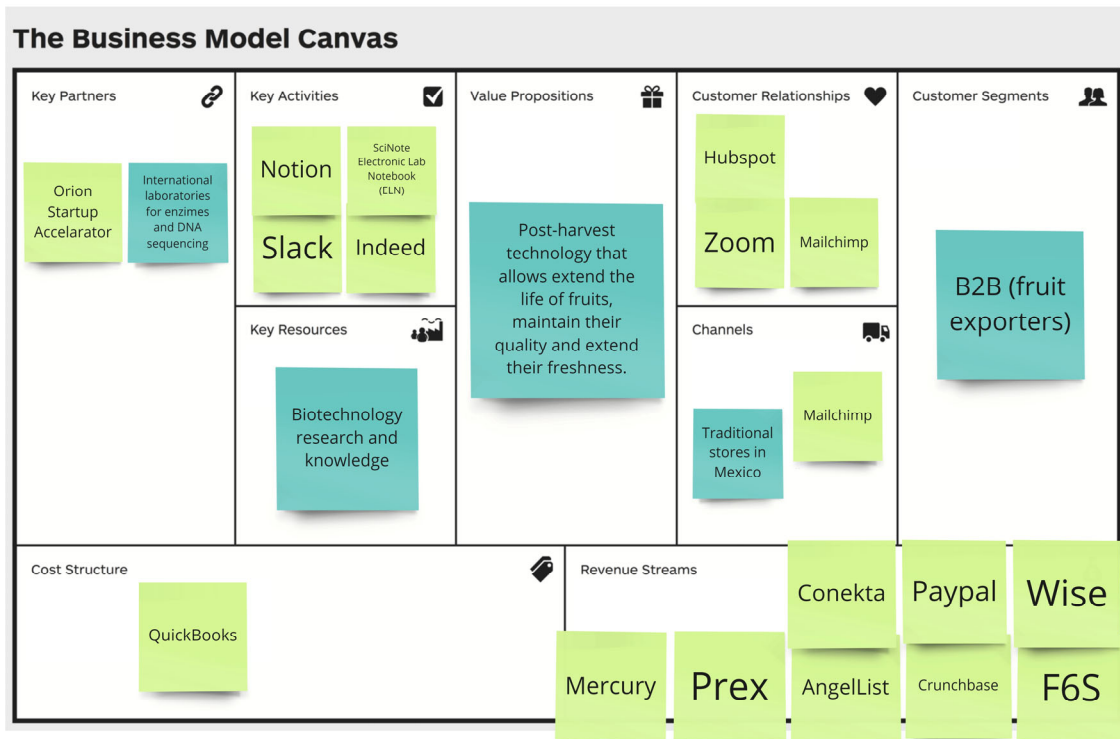 The Business Model Canvas
Key Partners
Orion
Startup
Accelarator
International
laboratories
for enzimes
and DNA
sequencing
Key Activities
Notion
SciNote
Electronic Lab
Notebook
(ELN)
Slack
Indeed
Key Resources
Biotechnology
research and
knowledge
Value Propositions
Post-harvest
technology that
allows extend the
life of fruits,
maintain their
quality and extend
their freshness.
Customer Relationships
Hubspot
Zoom
Mailchimp
Channels
Mailchimp
Traditional
stores in
Mexico
Customer Segments
B2B (fruit
exporters)
Cost Structure
QuickBooks
Revenue Streams
Conekta
Paypal
Wise
Mercury
Prex
AngelList
Crunchbase
F6S